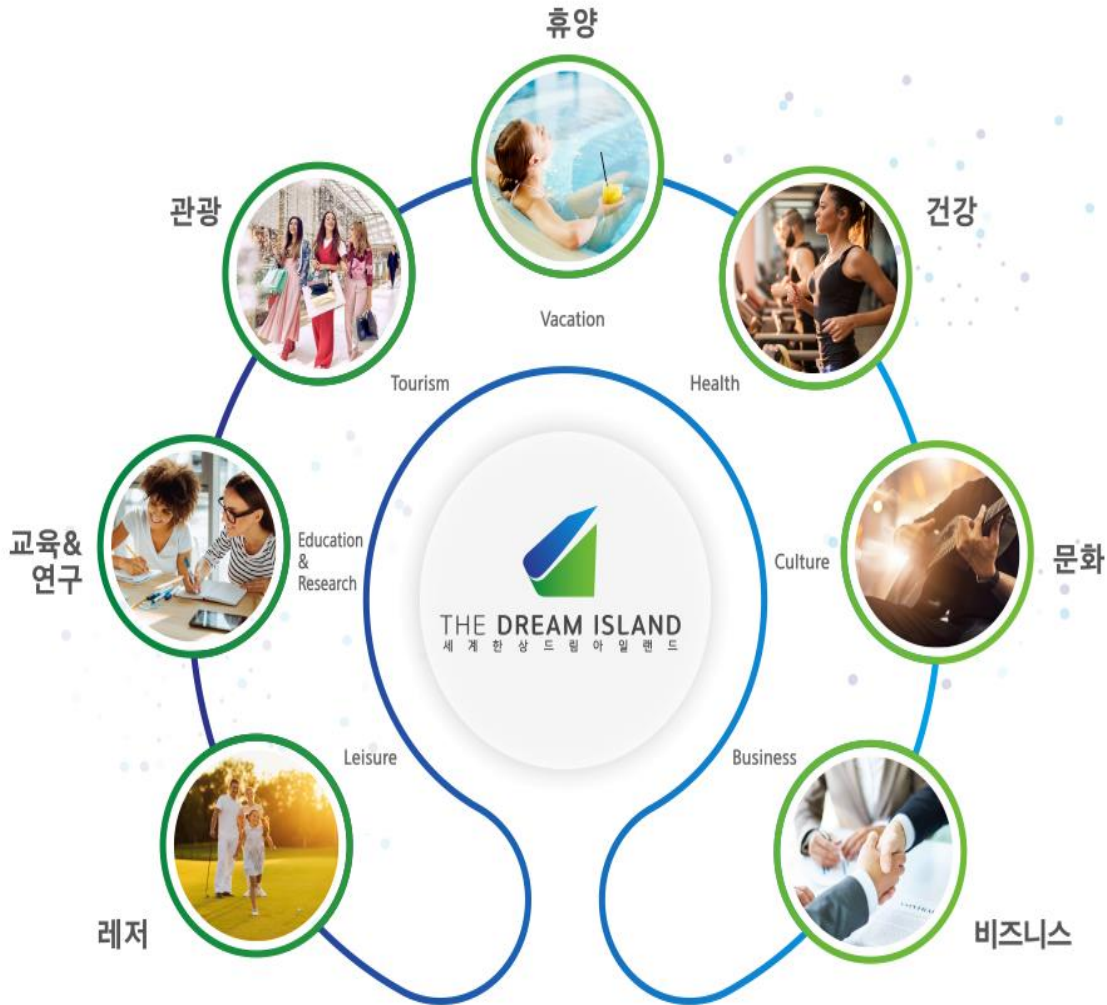 휴양
관광
건강
Vacation
Tourism
Health
교육&
연구
Education
&
Research
Culture
문화
THE DREAM ISLAND
세계한상드림아일랜드
Leisure
Business
레저
비즈니스